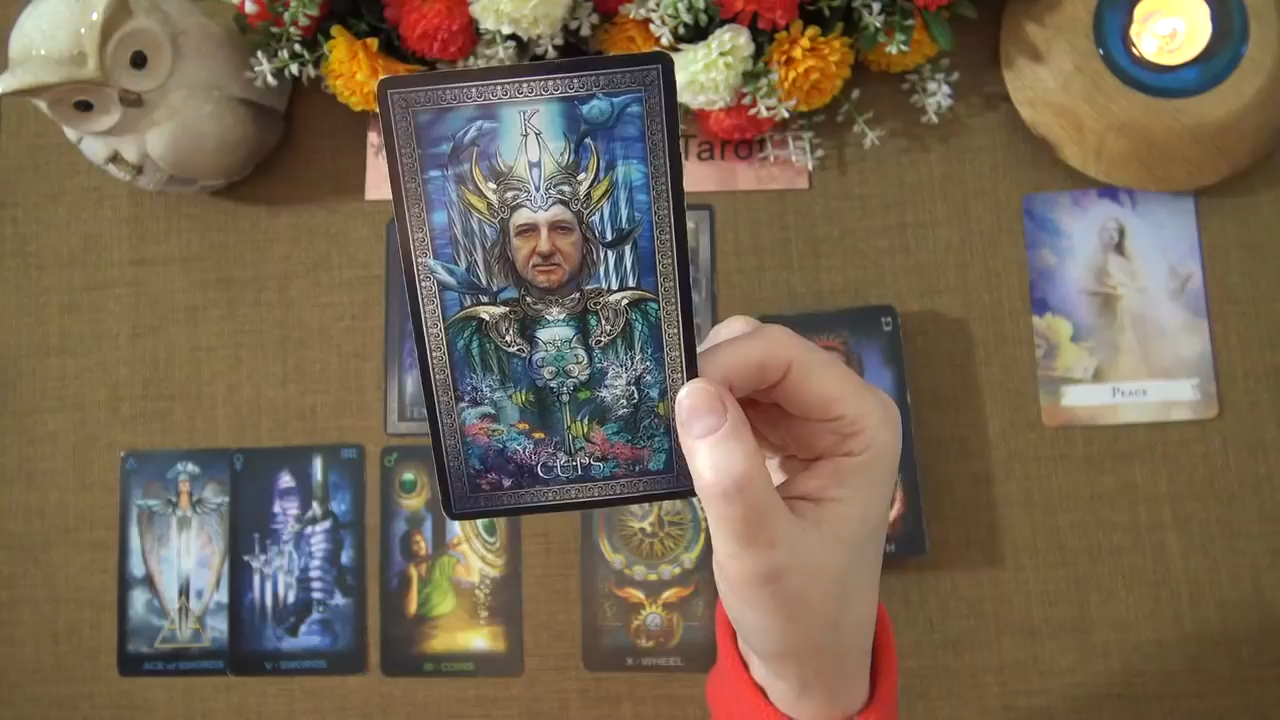 K
Tarot
CUPS
PEACE
ACE of SWORDS
V - SWORDS
III - COINS
X - WHEEL